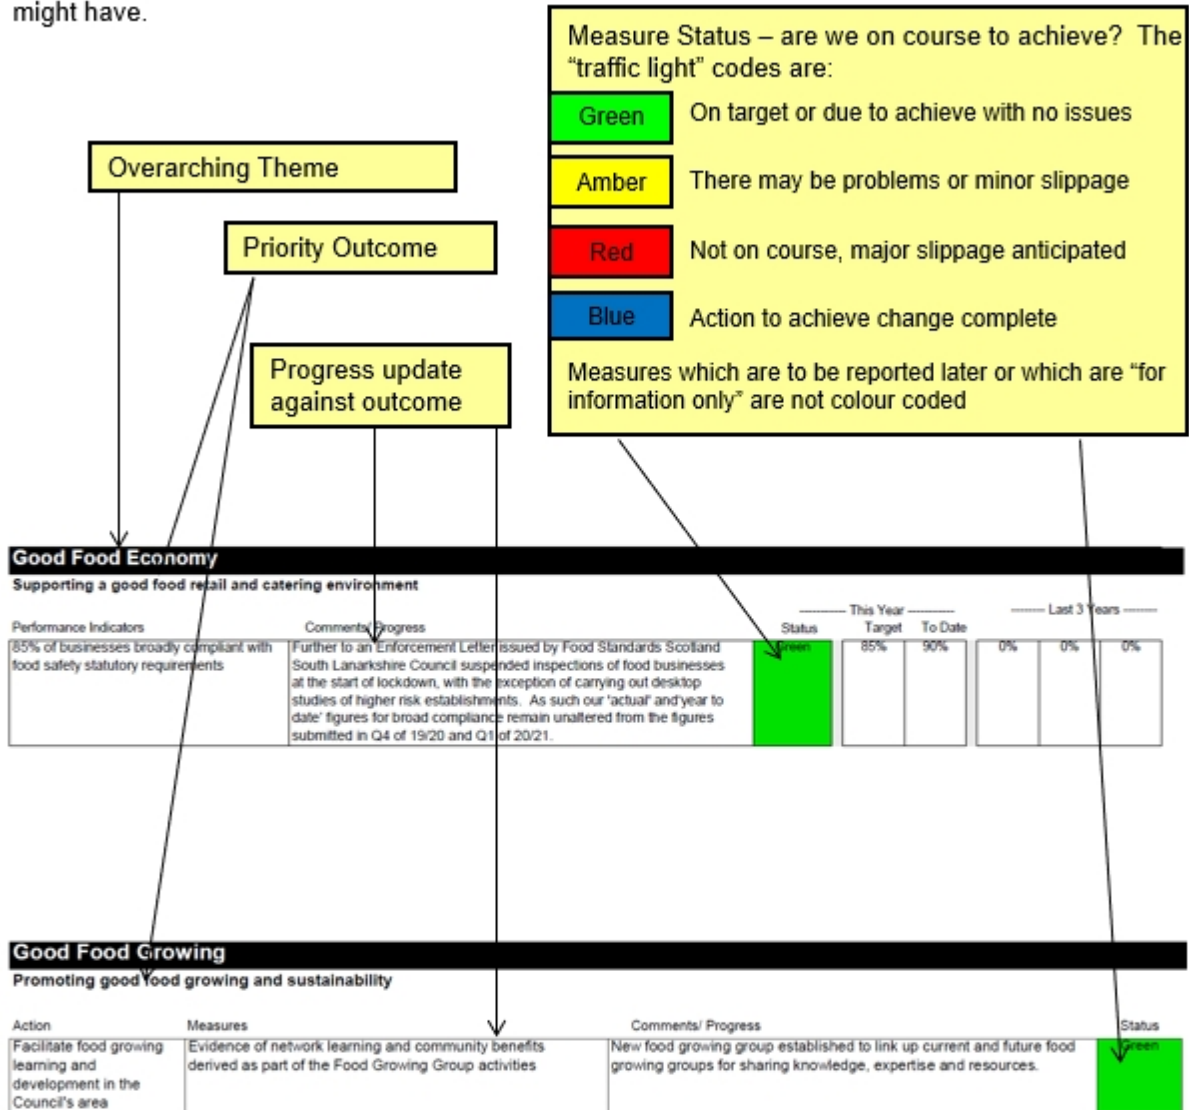 might have.
Measure Status – are we on course to achieve? The
“traffic light” codes are:
Green
On target or due to achieve with no issues
Amber
There may be problems or minor slippage
Red
Not on course, major slippage anticipated
Blue
Action to achieve change complete
Measures which are to be reported later or which are “for
information only” are not colour coded
Overarching Theme
Priority Outcome
Progress update
against outcome
Good Food Economy
Supporting a good food retail and catering environment
---------- This Year ----------
-------- Last 3 Years --------
Performance Indicators
Comments/ Progress
Status
Target
To Date
85% of businesses broadly compliant with
food safety statutory requirements
Further to an Enforcement Letter issued by Food Standards Scotland
South Lanarkshire Council suspended inspections of food businesses
at the start of lockdown, with the exception of carrying out desktop
studies of higher risk establishments. As such our 'actual' and'year to
date' figures for broad compliance remain unaltered from the figures
submitted in Q4 of 19/20 and Q1 of 20/21.
Green
85%
90%
0%
0%
0%
Good Food Growing
Promoting good food growing and sustainability
Action
Measures
Comments/ Progress
Status
Facilitate food growing
learning and
development in the
Council's area
Evidence of network learning and community benefits
derived as part of the Food Growing Group activities
New food growing group established to link up current and future food
growing groups for sharing knowledge, expertise and resources.
Green